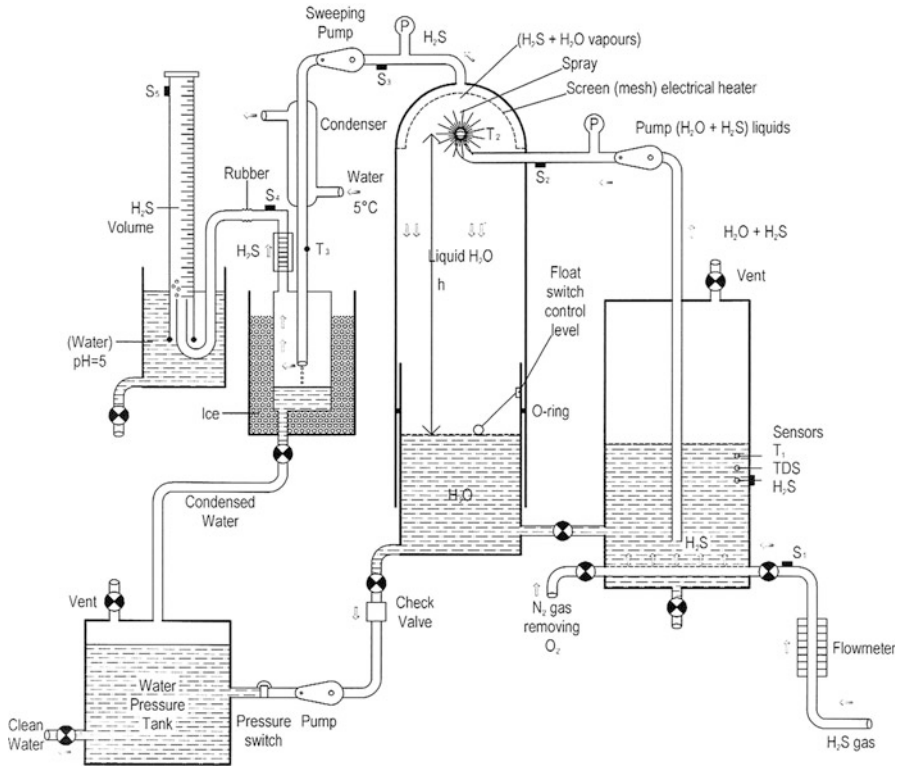 Sweeping
Pump
P
H₂S
S₃
(H₂S + H₂O vapours)
Spray
Screen (mesh) electrical heater
S₅
Condenser
T₂
P
Pump (H₂O + H₂S) liquids
S₂
Rubber
S₄
Water
5°C
H₂S
Volume
H₂S
T₃
Liquid H₂O
h
H₂O + H₂S
Vent
Float
switch
control
level
(Water)
pH=5
Ice
O-ring
Sensors
T₁
TDS
H₂S
H₂O
Condensed
Water
H₂S
S₁
Vent
Check
Valve
N₂ gas
removing
O₂
Flowmeter
Water
Pressure
Tank
Clean
Water
Pressure
switch
Pump
H₂S gas